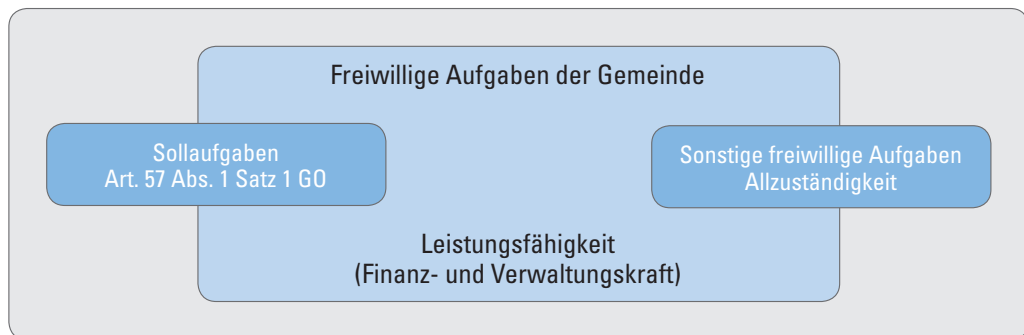 Freiwillige Aufgaben der Gemeinde
Sollaufgaben
Art. 57 Abs. 1 Satz 1 GO
Sonstige freiwillige Aufgaben
Allzuständigkeit
Leistungsfähigkeit
(Finanz- und Verwaltungskraft)